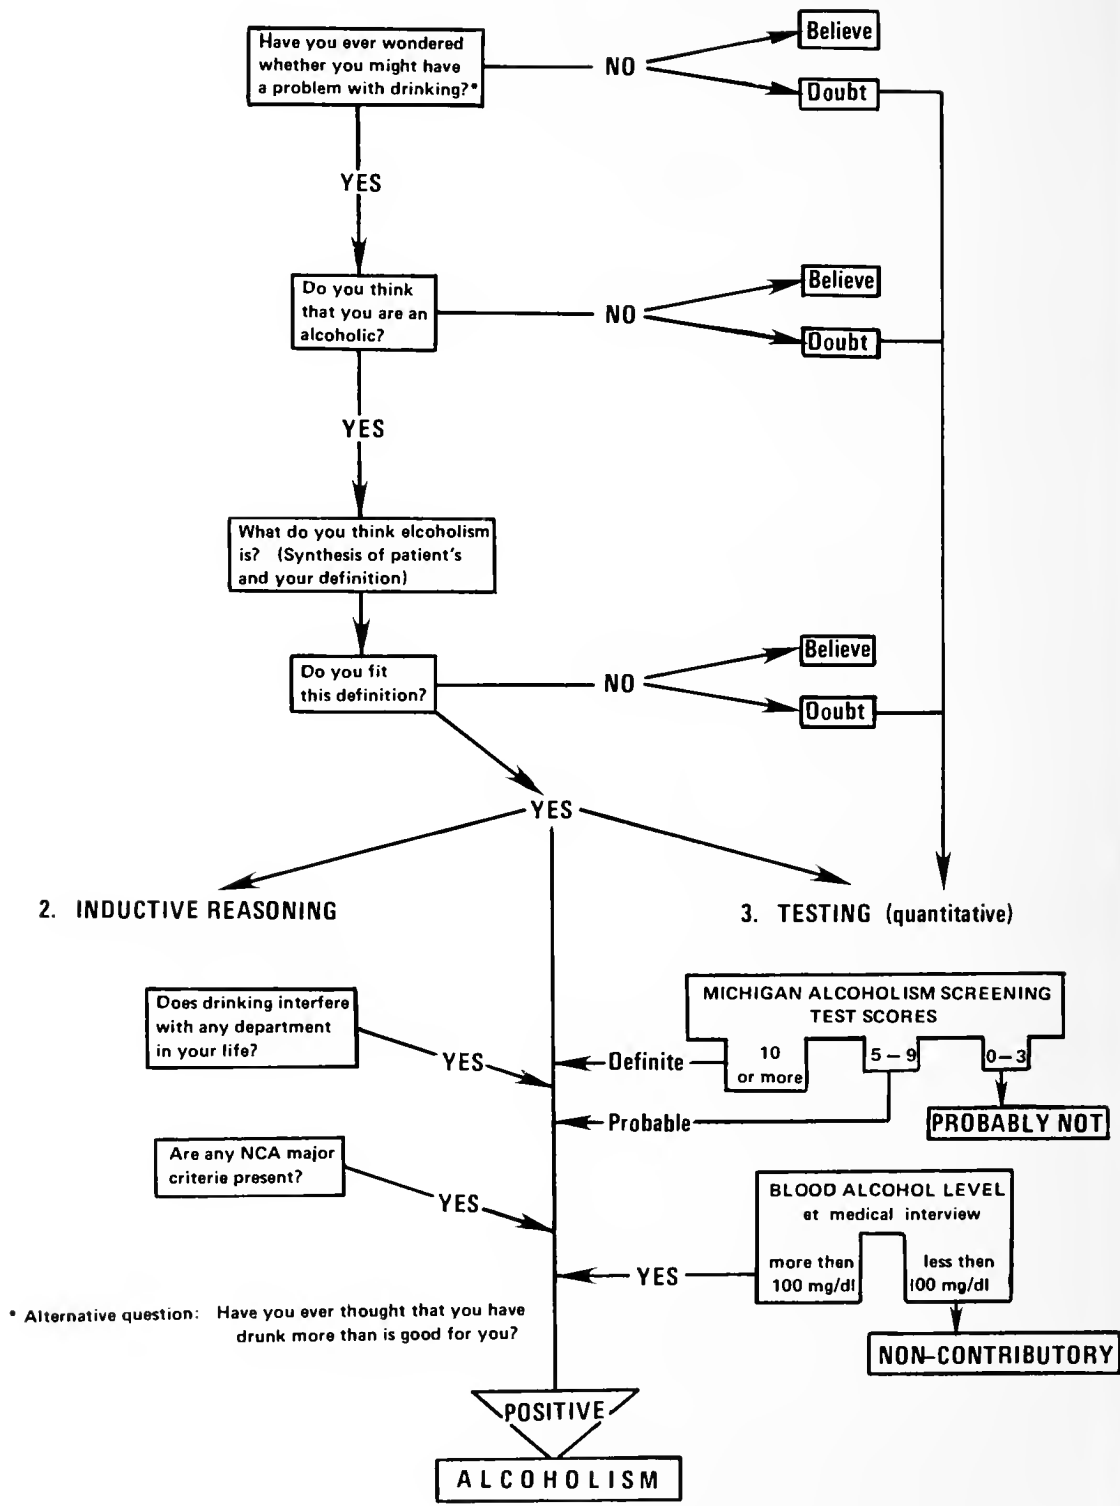 Have you ever wondered
whether you might have
a problem with drinking?*
NO
Believe
Doubt
YES
Do you think
that you are an
alcoholic?
NO
Believe
Doubt
YES
What do you think elcoholism
is? (Synthesis of patient's
and your definition)
Do you fit
this definition?
NO
Believe
Doubt
YES
2. INDUCTIVE REASONING
3. TESTING (quantitative)
Does drinking interfere
with any department
in your life?
YES
Are any NCA major
criterie present?
YES
MICHIGAN ALCOHOLISM SCREENING
TEST SCORES
10
or more
5 – 9
0 – 3
Definite
Probable
PROBABLY NOT
BLOOD ALCOHOL LEVEL
et medical interview
more then
100 mg/dl
less then
100 mg/dl
YES
NON-CONTRIBUTORY
* Alternative question: Have you ever thought that you have
drunk more than is good for you?
POSITIVE
ALCOHOLISM